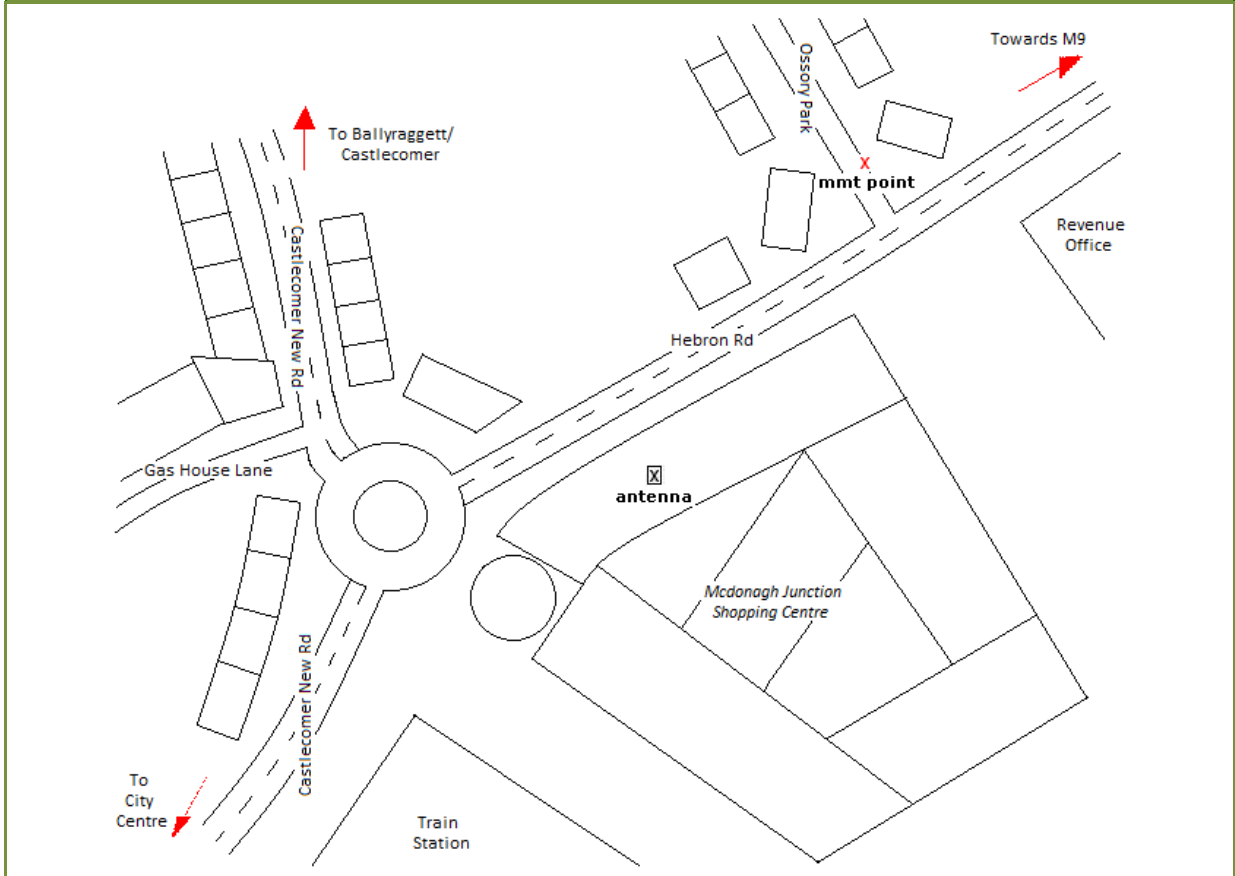 Towards M9
Ossory Park
To Ballyraggett/
Castlecomer
X
mmt point
Revenue
Office
Castlecomer New Rd
Hebron Rd
Gas House Lane
X
antenna
Mcdonagh Junction
Shopping Centre
Castlecomer New Rd
To
City
Centre
Train
Station